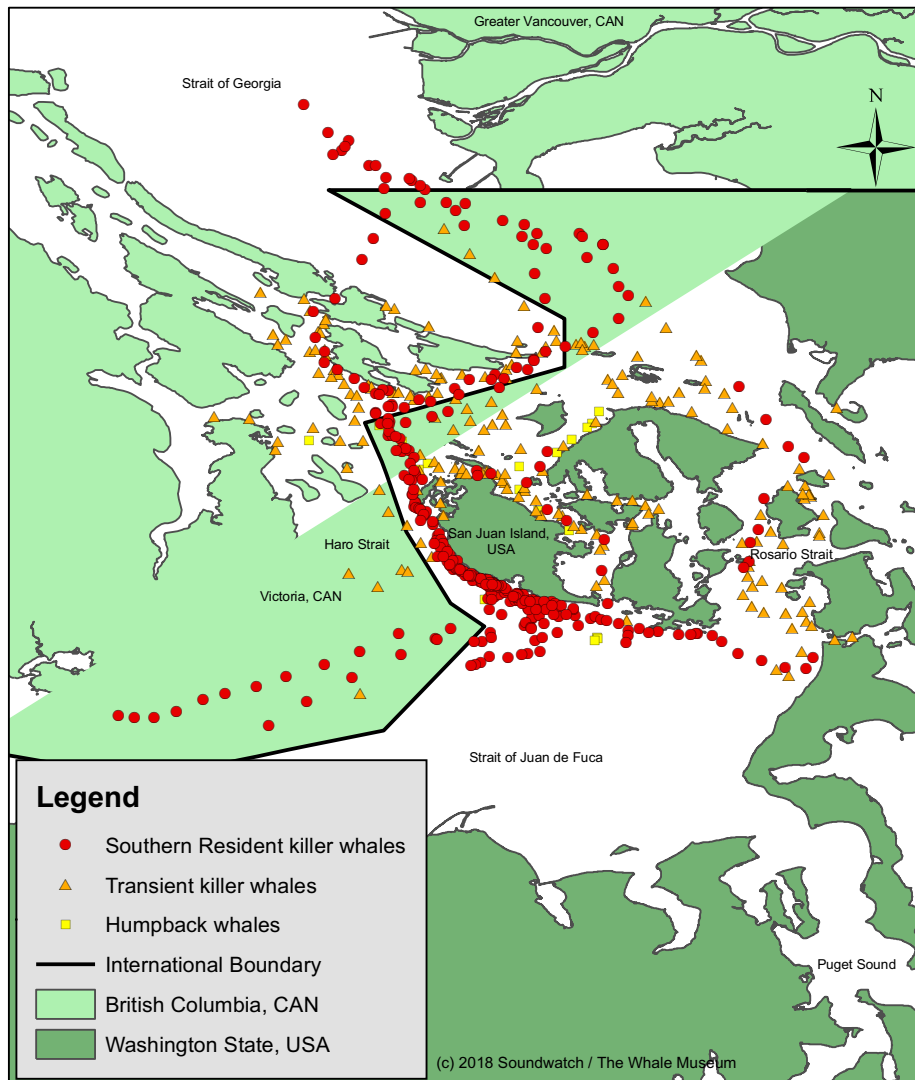 Greater Vancouver, CAN
Strait of Georgia
N
San Juan Island,
USA
Haro Strait
Rosario Strait
Victoria, CAN
Strait of Juan de Fuca
Legend
Southern Resident killer whales
Transient killer whales
Humpback whales
International Boundary
British Columbia, CAN
Washington State, USA
Puget Sound
(c) 2018 Soundwatch / The Whale Museum